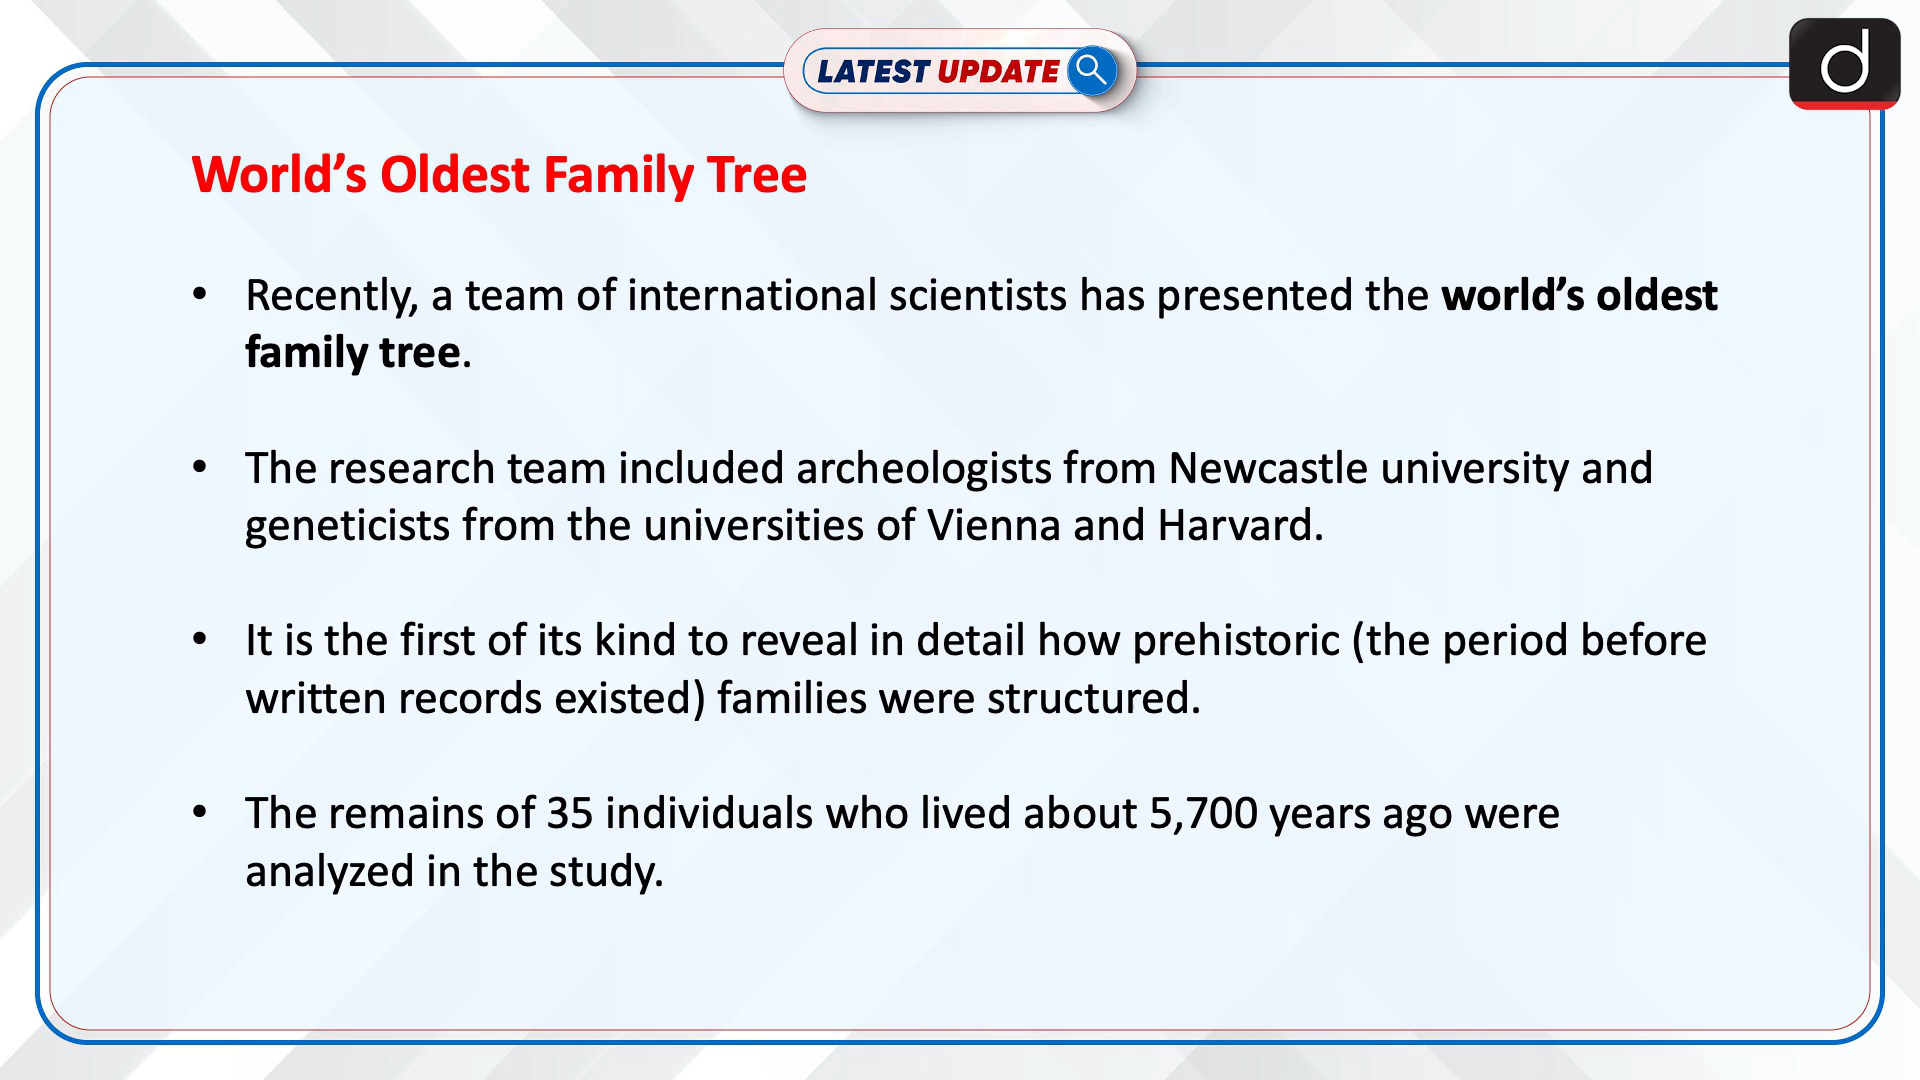 LATEST UPDATE
d
World’s Oldest Family Tree
• Recently, a team of international scientists has presented the world’s oldest
family tree.
• The research team included archeologists from Newcastle university and
geneticists from the universities of Vienna and Harvard.
• It is the first of its kind to reveal in detail how prehistoric (the period before
written records existed) families were structured.
• The remains of 35 individuals who lived about 5,700 years ago were
analyzed in the study.